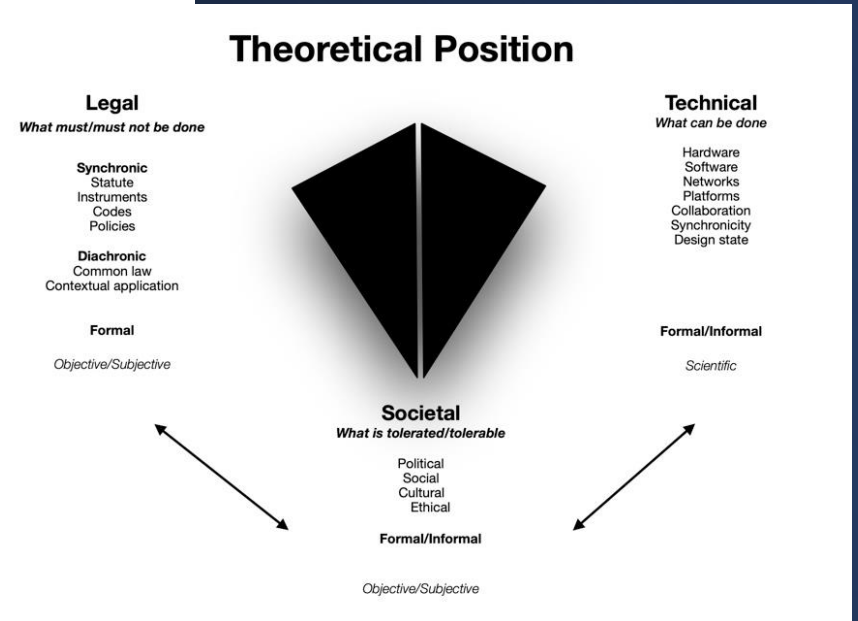 Theoretical Position
Legal
What must/must not be done
Synchronic
Statute
Instruments
Codes
Policies
Diachronic
Common law
Contextual application
Formal
Objective/Subjective
Technical
What can be done
Hardware
Software
Networks
Platforms
Collaboration
Synchronicity
Design state
Formal/Informal
Scientific
Societal
What is tolerated/tolerable
Political
Social
Cultural
Ethical
Formal/Informal
Objective/Subjective